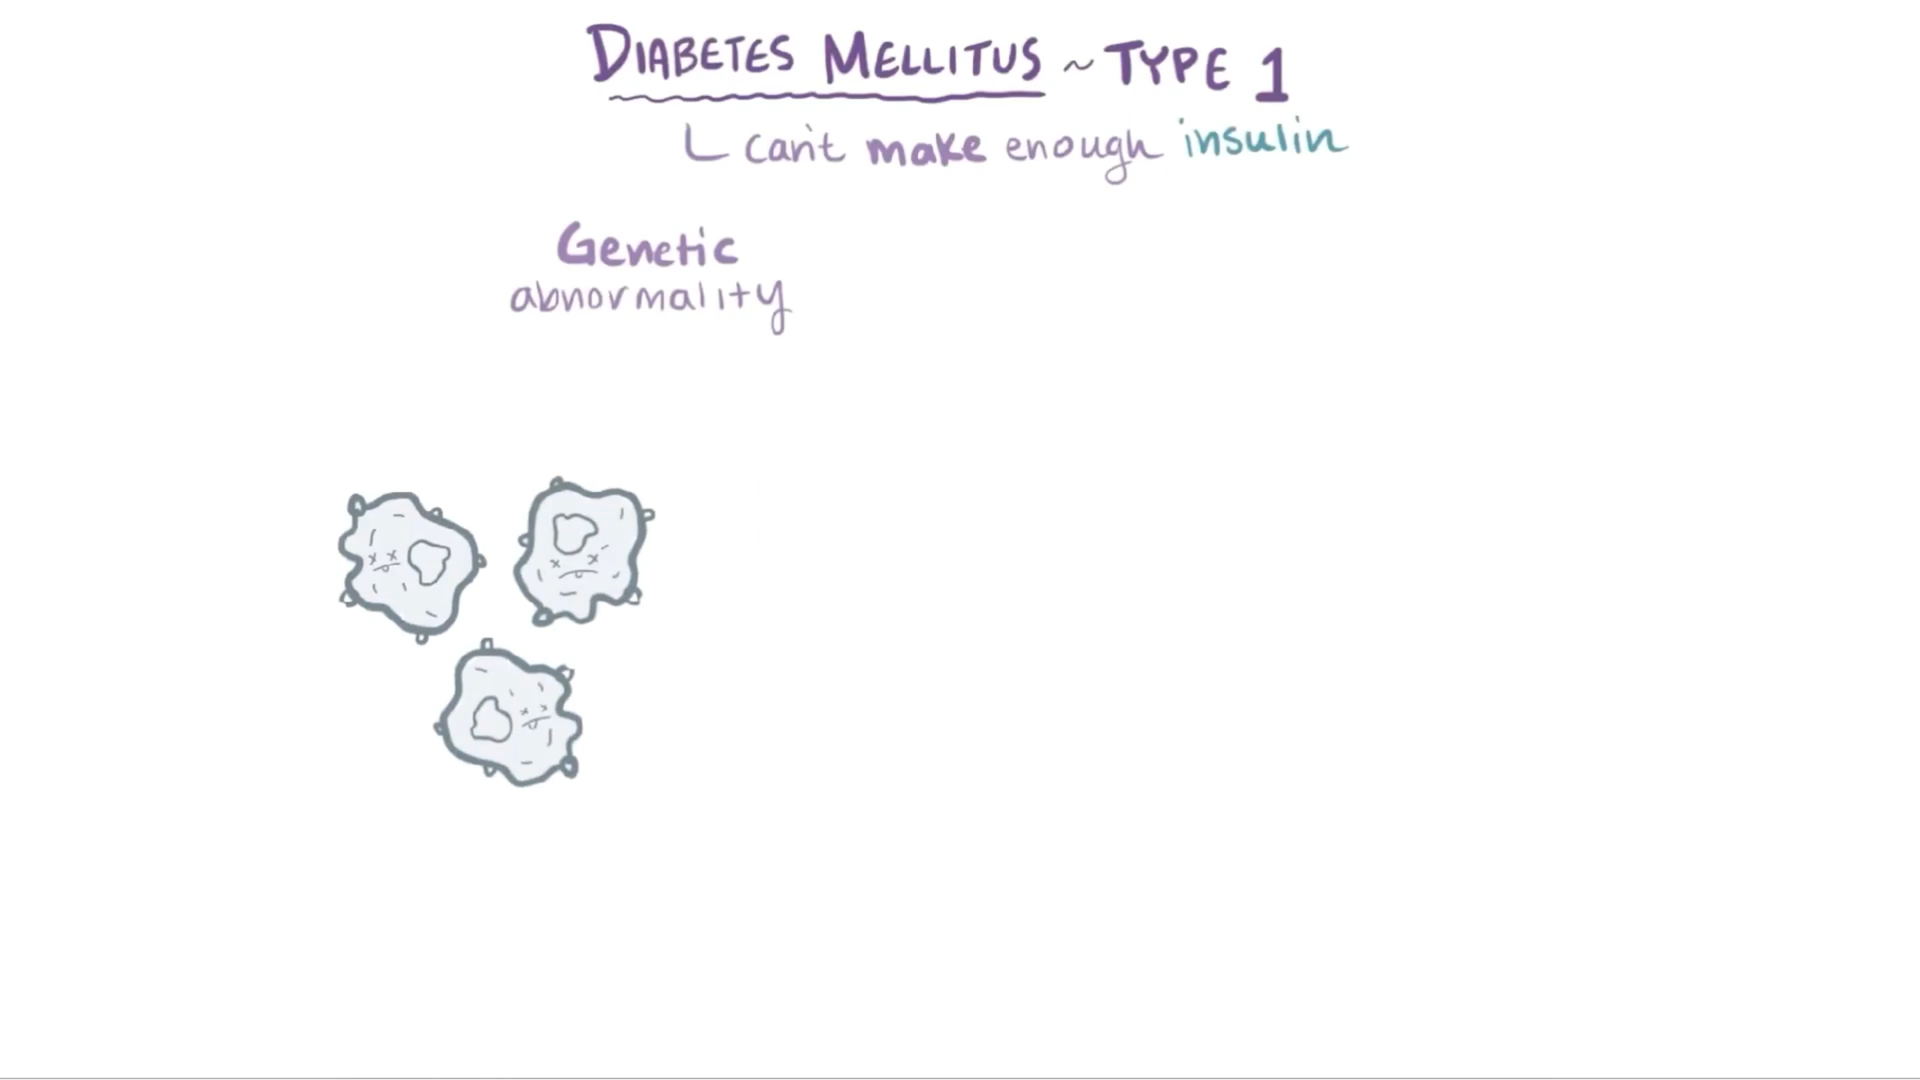 DIABETES MELLITUS ~ TYPE 1
can't make enough insulin
Genetic
abnormality